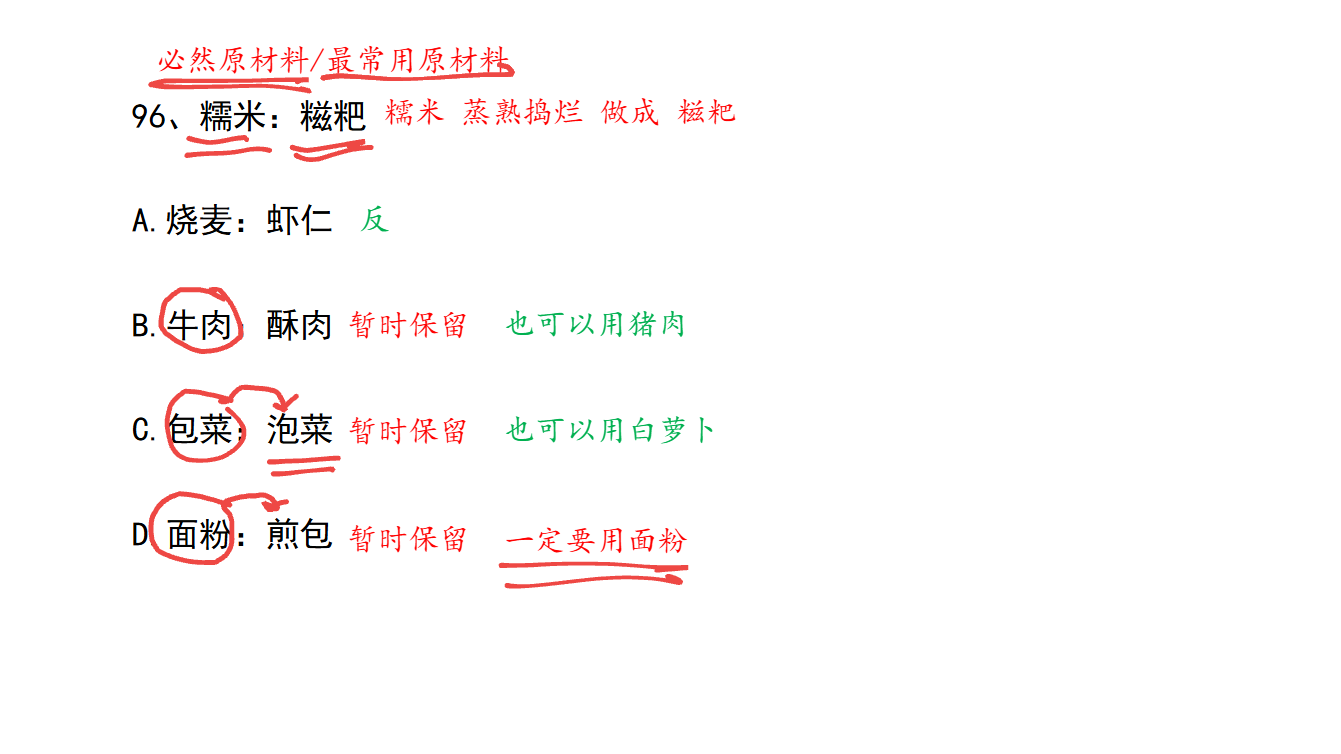 必然原材料/最常用原材料
96、糯米：糍粑 糯米 蒸熟捣烂 做成 糍粑
A.烧麦：虾仁 反
B.牛肉：酥肉 暂时保留 也可以用猪肉
C.包菜：泡菜 暂时保留 也可以用白萝卜
D.面粉：煎包 暂时保留 一定要用面粉